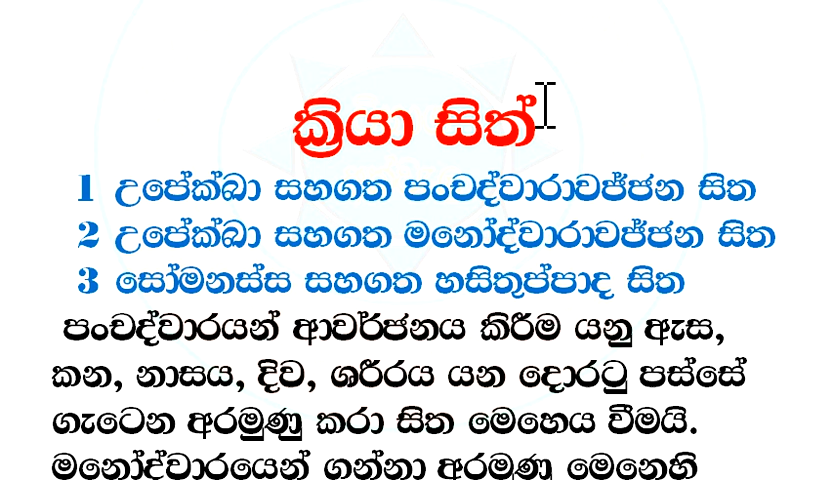 ක්‍රියා සිත්
1 උපේක්ඛා සහගත පංචද්වාරාවජ්ජන සිත
2 උපේක්ඛා සහගත මනෝද්වාරාවජ්ජන සිත
3 සෝමනස්ස සහගත හසිතුප්පාද සිත
පංචද්වාරයන් ආවර්ජනය කිරීම යනු ඇස,
කන, නාසය, දිව, ශරීරය යන දොරටු පස්සේ
ගැටෙන අරමුණු කරා සිත මෙහෙය වීමයි.
මනෝද්වාරයෙන් ගන්නා අරමුණු මෙනෙහි